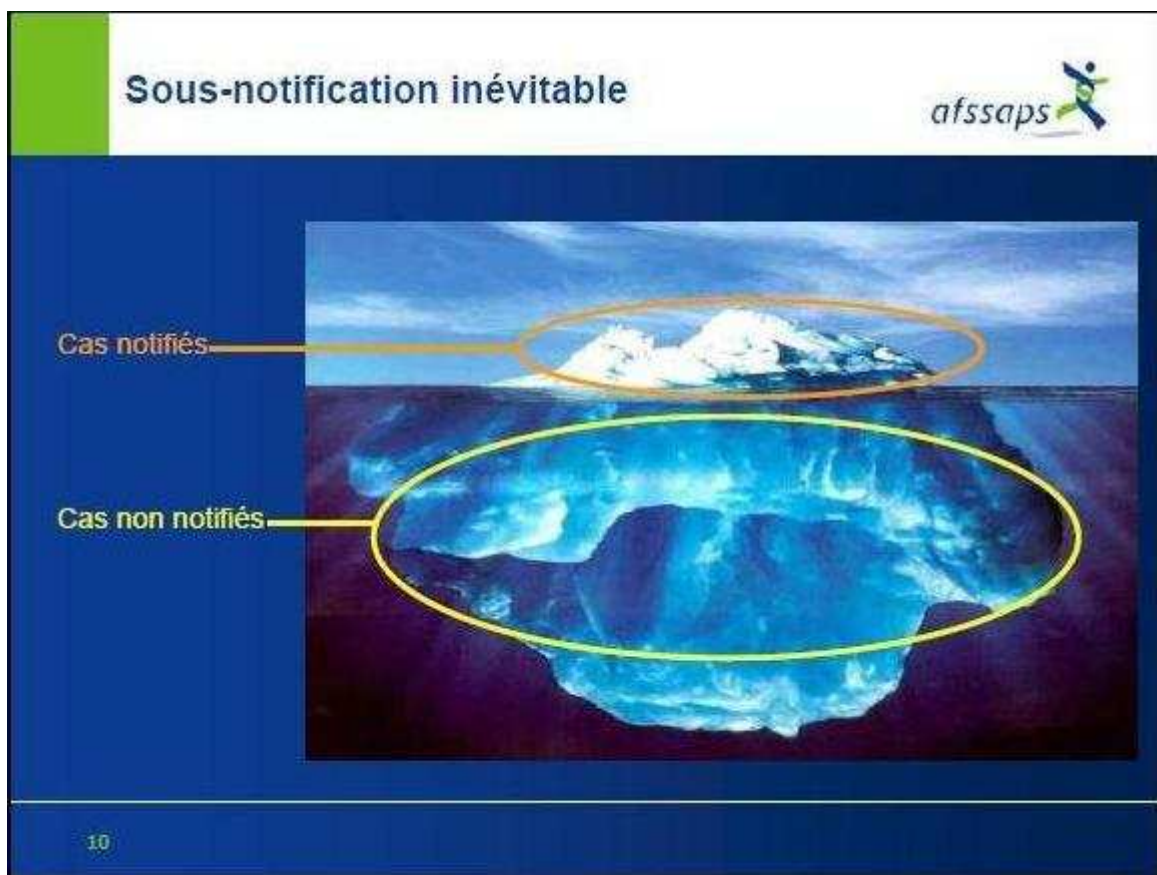 Sous-notification inévitable
afssaps
Cas notifiés
Cas non notifiés
10